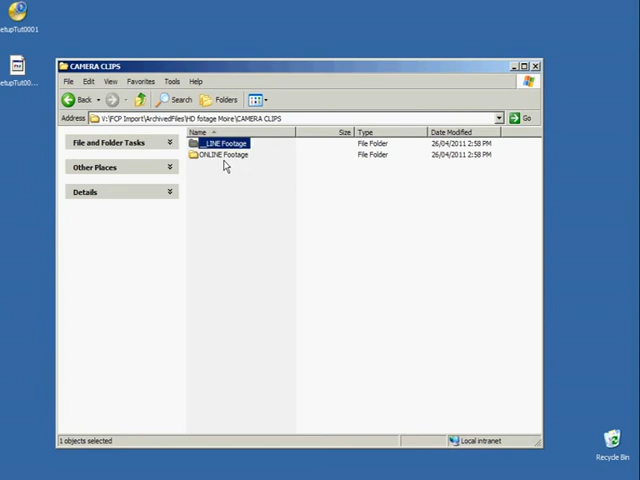 etupTut0001
etupTut00...
CAMERA CLIPS
File Edit View Favorites Tools Help
Back Search Folders
Address V:\FCP Import\ArchivedFiles\HD fotage Moire\CAMERA CLIPS Go
Name Size Type Date Modified
File and Folder Tasks
__LINE Footage File Folder 26/04/2011 2:58 PM
ONLINE Footage File Folder 26/04/2011 2:58 PM
Other Places
Details
1 objects selected
Local intranet
Recycle Bin